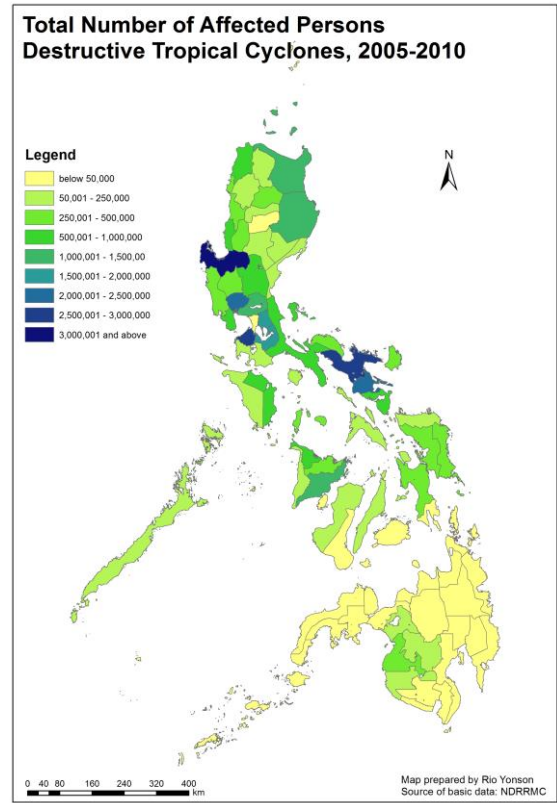 Total Number of Affected Persons
Destructive Tropical Cyclones, 2005-2010
N
Legend
below 50,000
50,001 - 250,000
250,001 - 500,000
500,001 - 1,000,000
1,000,001 - 1,500,00
1,500,001 - 2,000,000
2,000,001 - 2,500,000
2,500,001 - 3,000,000
3,000,001 and above
0 40 80 160 240 320 400
km
Map prepared by Rio Yonson
Source of basic data: NDRRMC